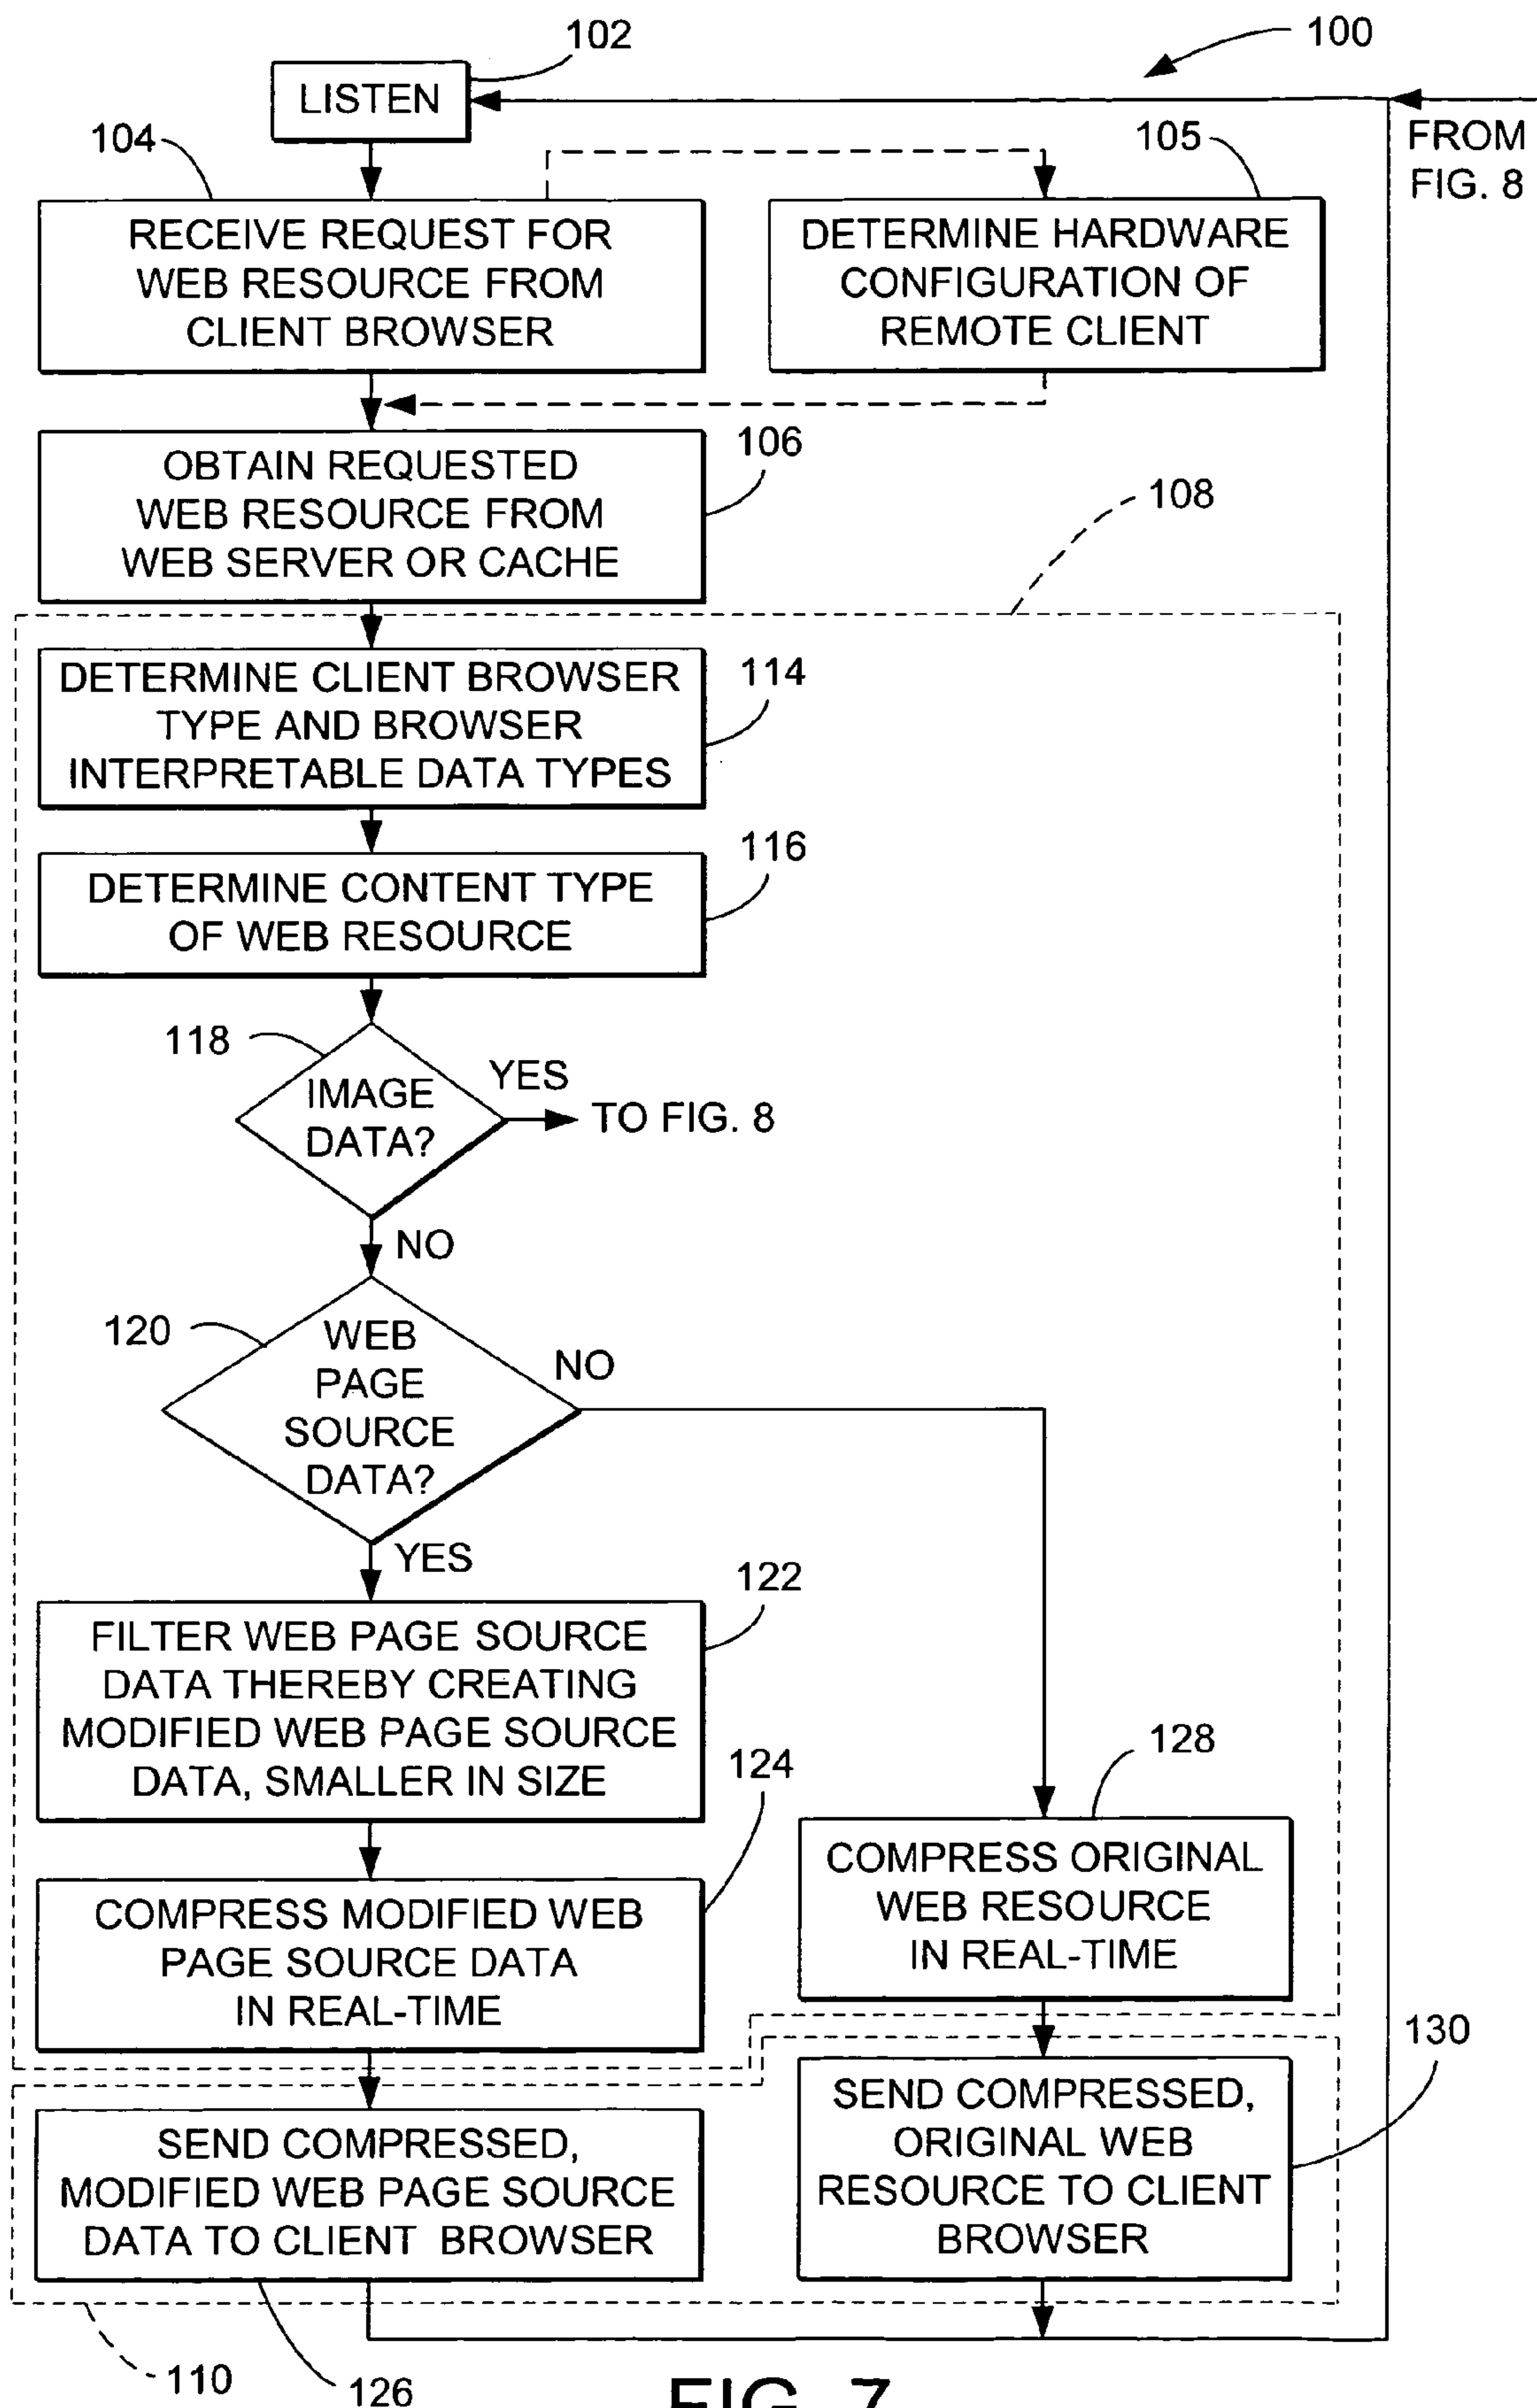 102
100
LISTEN
104
105
FROM
FIG. 8
RECEIVE REQUEST FOR
WEB RESOURCE FROM
CLIENT BROWSER
DETERMINE HARDWARE
CONFIGURATION OF
REMOTE CLIENT
OBTAIN REQUESTED
WEB RESOURCE FROM
WEB SERVER OR CACHE
106
108
DETERMINE CLIENT BROWSER
TYPE AND BROWSER
INTERPRETABLE DATA TYPES
114
DETERMINE CONTENT TYPE
OF WEB RESOURCE
116
118
IMAGE
DATA?
YES
TO FIG. 8
NO
120
WEB
PAGE
SOURCE
DATA?
NO
YES
FILTER WEB PAGE SOURCE
DATA THEREBY CREATING
MODIFIED WEB PAGE SOURCE
DATA, SMALLER IN SIZE
122
124
COMPRESS MODIFIED WEB
PAGE SOURCE DATA
IN REAL-TIME
128
COMPRESS ORIGINAL
WEB RESOURCE
IN REAL-TIME
130
SEND COMPRESSED,
MODIFIED WEB PAGE SOURCE
DATA TO CLIENT BROWSER
SEND COMPRESSED,
ORIGINAL WEB
RESOURCE TO CLIENT
BROWSER
110
126
FIG. 7